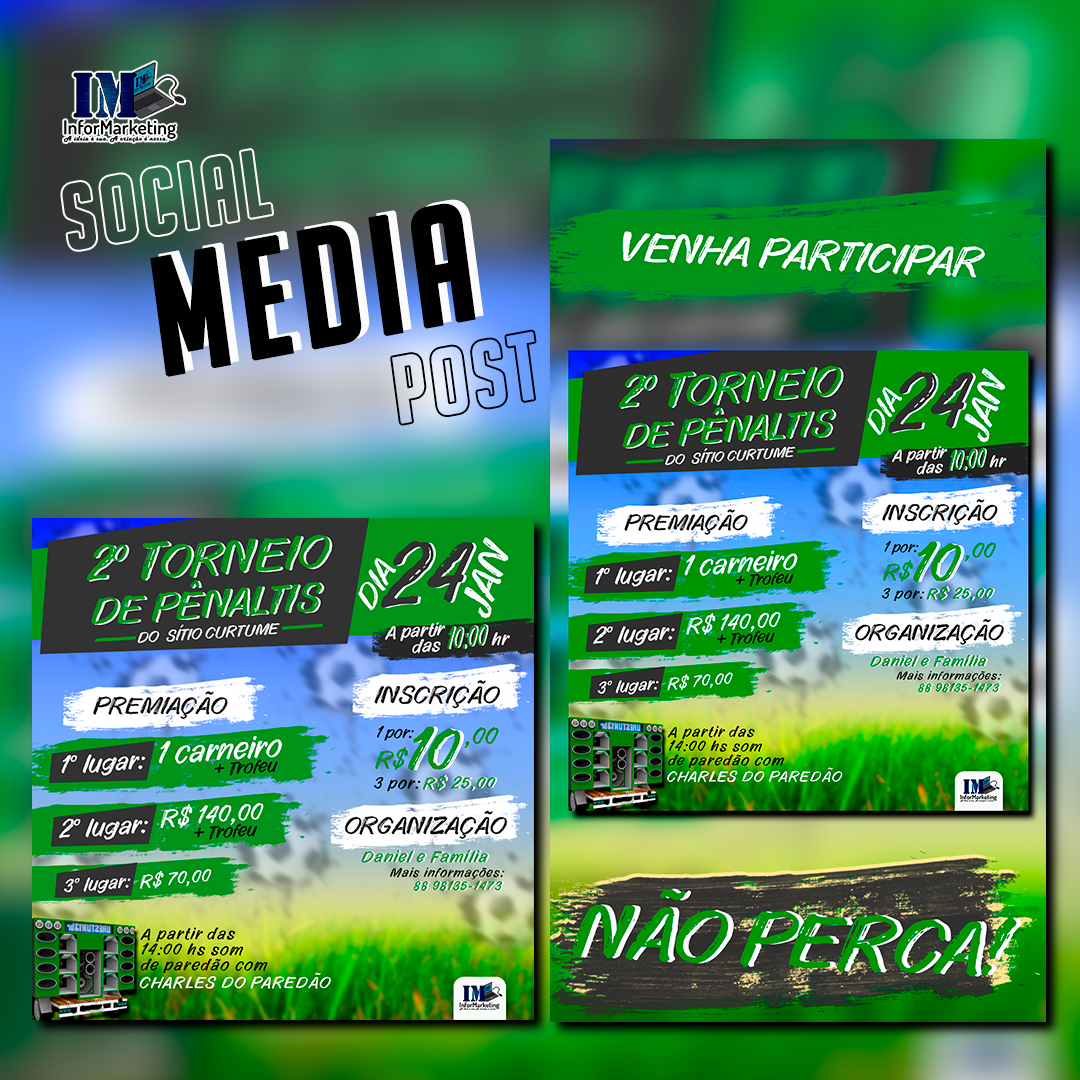 IM
InforMarketing
A ideia é sua. A criação é nossa.
SOCIAL
MEDIA
POST
VENHA PARTICIPAR
2º TORNEIO
DE PÊNALTIS
DO SÍTIO CURTUME
DIA 24 JAN
A partir
das 10:00 hr
PREMIAÇÃO
1º lugar: 1 carneiro
+ Trofeu
2º lugar: R$ 140,00
+ Trofeu
3º lugar: R$ 70,00
INSCRIÇÃO
1 por:
R$ 10,00
3 por: R$ 25,00
ORGANIZAÇÃO
Daniel e Família
Mais informações:
88 98135-1473
A partir das
14:00 hs som
de paredão com
CHARLES DO PAREDÃO
IM
InforMarketing
NÃO PERCA!
2º TORNEIO
DE PÊNALTIS
DO SÍTIO CURTUME
DIA 24 JAN
A partir
das 10:00 hr
PREMIAÇÃO
1º lugar: 1 carneiro
+ Trofeu
2º lugar: R$ 140,00
+ Trofeu
3º lugar: R$ 70,00
INSCRIÇÃO
1 por:
R$ 10,00
3 por: R$ 25,00
ORGANIZAÇÃO
Daniel e Família
Mais informações:
88 98135-1473
A partir das
14:00 hs som
de paredão com
CHARLES DO PAREDÃO
IM
InforMarketing